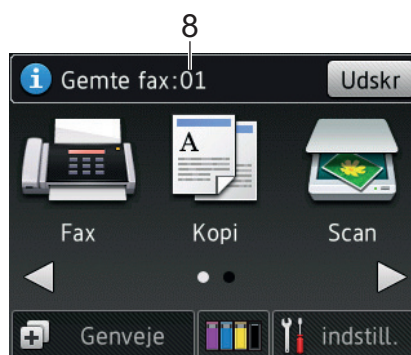 8
Gemte fax:01 Udskr
A
Fax Kopi Scan
Genveje indstill.